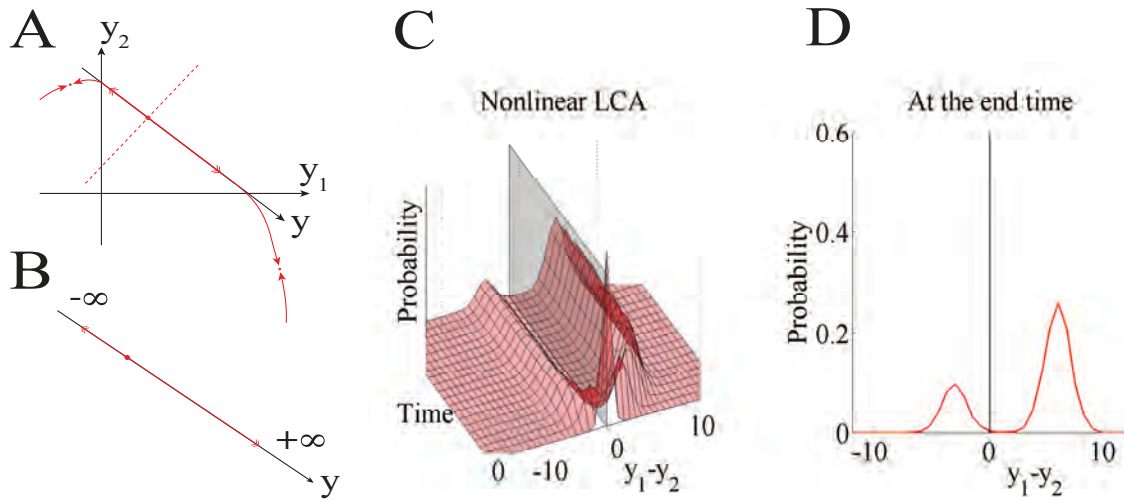 A
y2
y1
y
B
-∞
+∞
y
C
Nonlinear LCA
Probability
Time
0
-10
0
10
y1-y2
D
At the end time
Probability
0.6
0.4
0.2
0
-10
0
10
y1-y2